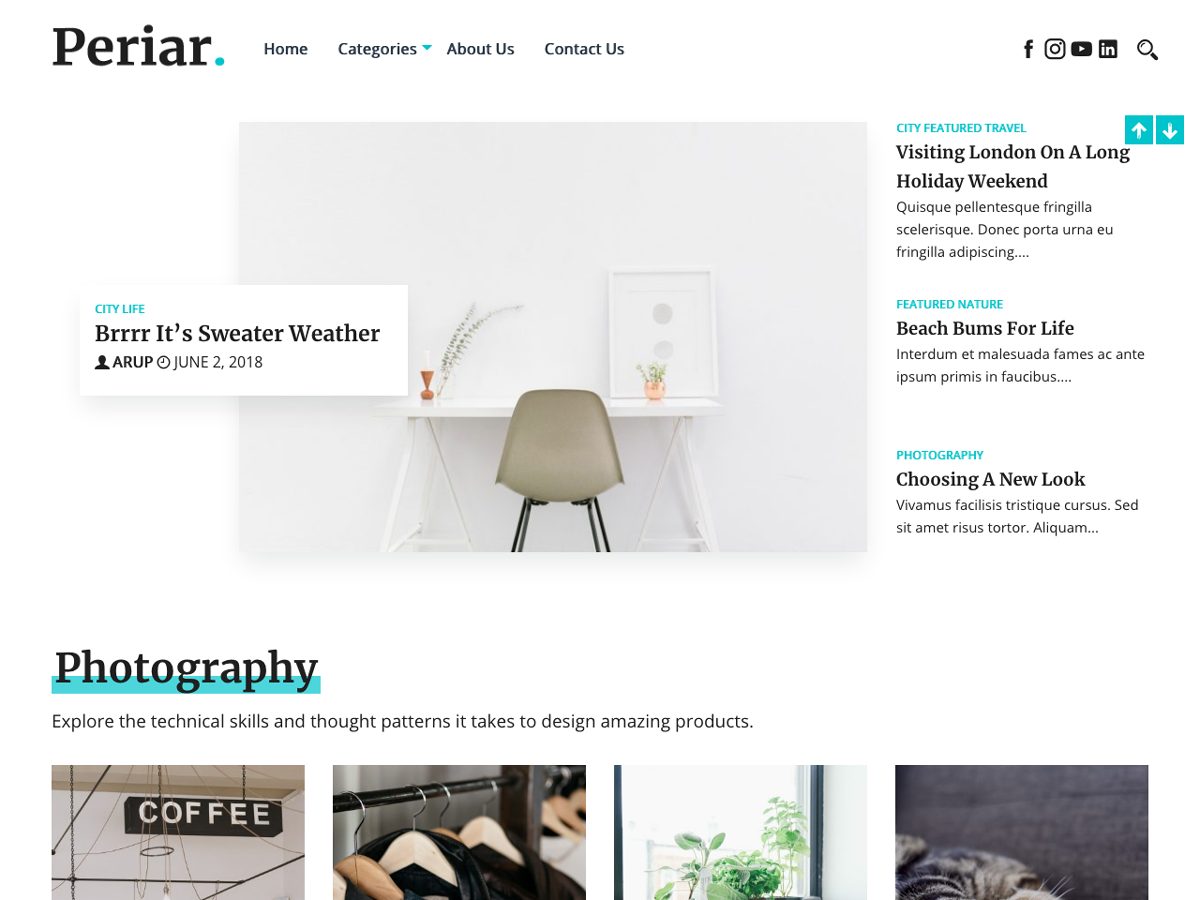 Periar.
Home
Categories
About Us
Contact Us
CITY LIFE
Brrrr It’s Sweater Weather
ARUP JUNE 2, 2018
CITY FEATURED TRAVEL
Visiting London On A Long
Holiday Weekend
Quisque pellentesque fringilla
scelerisque. Donec porta urna eu
fringilla adipiscing....
FEATURED NATURE
Beach Bums For Life
Interdum et malesuada fames ac ante
ipsum primis in faucibus....
PHOTOGRAPHY
Choosing A New Look
Vivamus facilisis tristique cursus. Sed
sit amet risus tortor. Aliquam...
Photography
Explore the technical skills and thought patterns it takes to design amazing products.
COFFEE